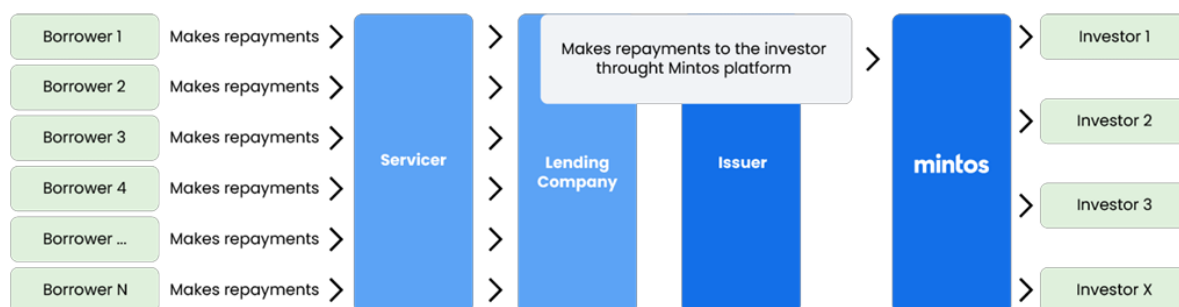 Borrower 1 Makes repayments
Borrower 2 Makes repayments
Borrower 3 Makes repayments
Borrower 4 Makes repayments
Borrower ... Makes repayments
Borrower N Makes repayments
Servicer
Lending
Company
Makes repayments to the investor
throught Mintos platform
Issuer
mintos
Investor 1
Investor 2
Investor 3
Investor X